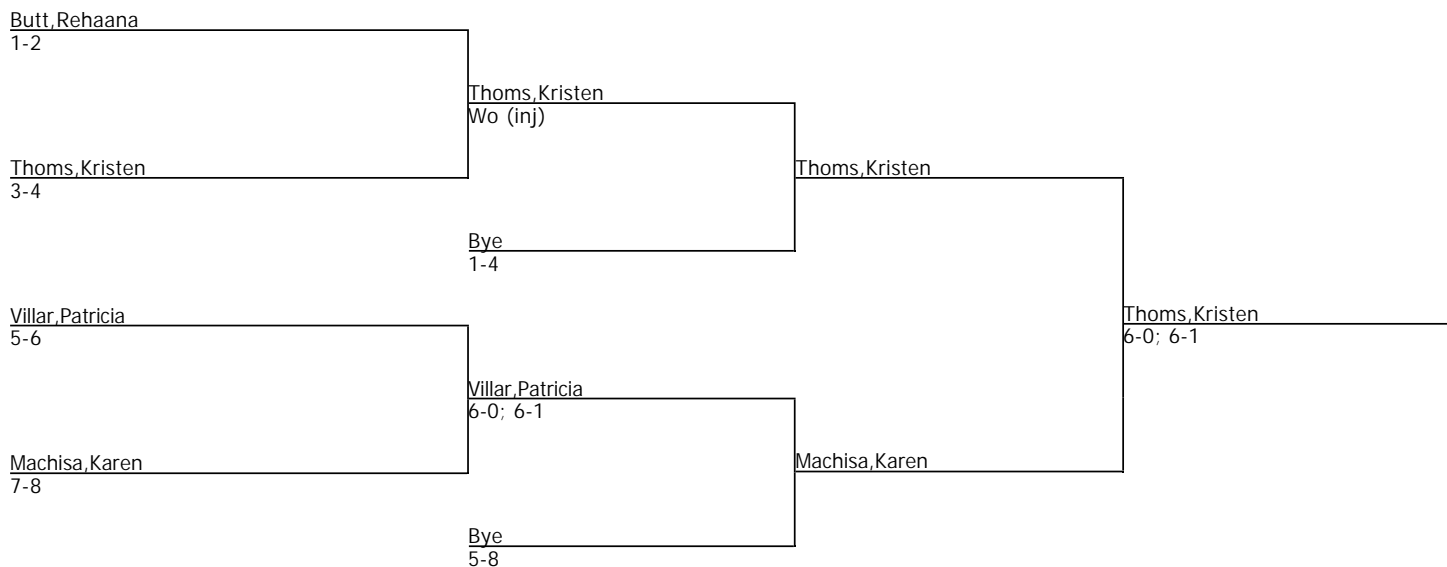 Butt,Rehaana
1-2
Thoms,Kristen
Wo (inj)
Thoms,Kristen
3-4
Thoms,Kristen
Bye
1-4
Villar,Patricia
5-6
Thoms,Kristen
6-0; 6-1
Villar,Patricia
6-0; 6-1
Machisa,Karen
7-8
Machisa,Karen
Bye
5-8